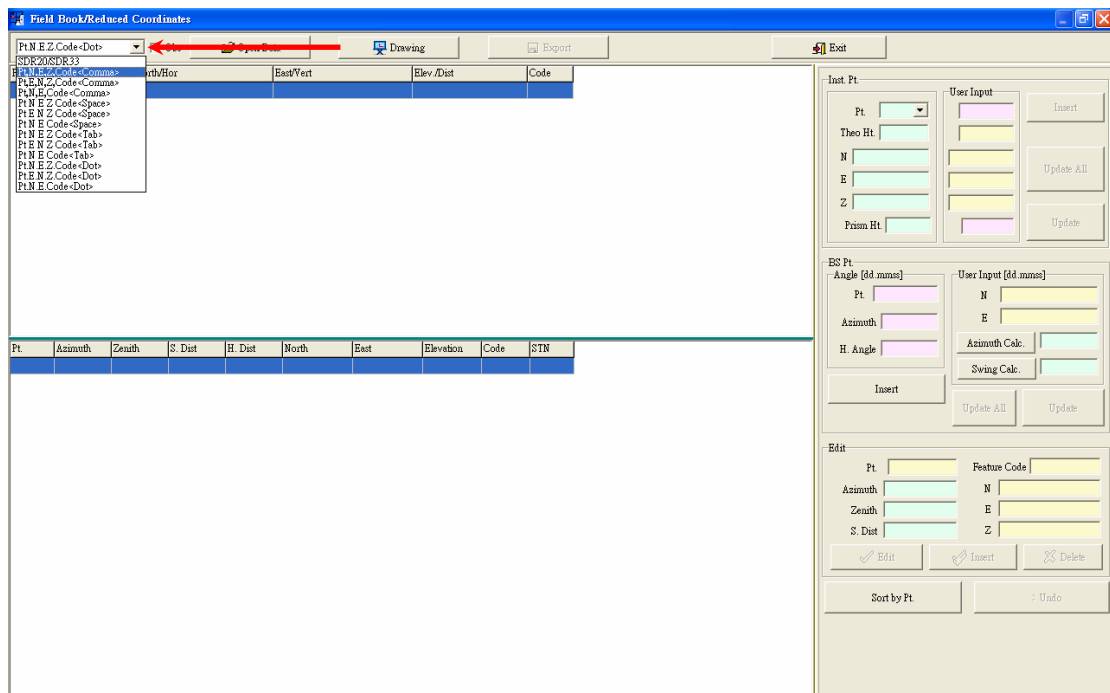 Field Book/Reduced Coordinates
Pt.N.E.Z.Code<Dot>
Drawing
Export
Exit
SDR20/SDR33
Pt,N,E,Z,Code<Comma>
Pt,E,N,Z,Code<Comma>
Pt,N,E,Code<Comma>
Pt N E Z Code<Space>
Pt E N Z Code<Space>
Pt N E Code<Space>
Pt N E Z Code<Tab>
Pt E N Z Code<Tab>
Pt N E Code<Tab>
Pt.N.E.Z.Code<Dot>
Pt.E.N.Z.Code<Dot>
Pt.N.E.Code<Dot>
East/Vert Elev./Dist Code
Pt. Azimuth Zenith S. Dist H. Dist North East Elevation Code STN
Inst. Pt.
User Input
Pt.
Insert
Theo Ht.
N
E
Update All
Z
Prism Ht.
Update
BS Pt.
Angle [dd.mmss]
User Input [dd.mmss]
Pt.
N
Azimuth
E
H. Angle
Azimuth Calc.
Swing Calc.
Insert
Update All
Update
Edit
Pt.
Feature Code
Azimuth
N
Zenith
E
S. Dist
Z
Edit
Insert
Delete
Sort by Pt.
Undo